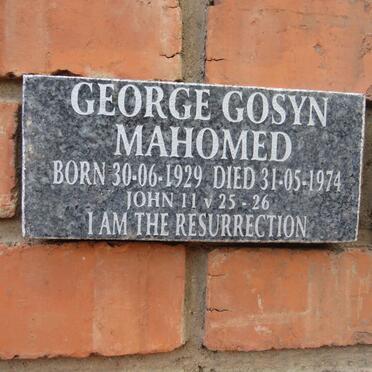 GEORGE GOSYN
MAHOMED
BORN 30-06-1929 DIED 31-05-1974
JOHN 11 v 25 - 26
I AM THE RESURRECTION